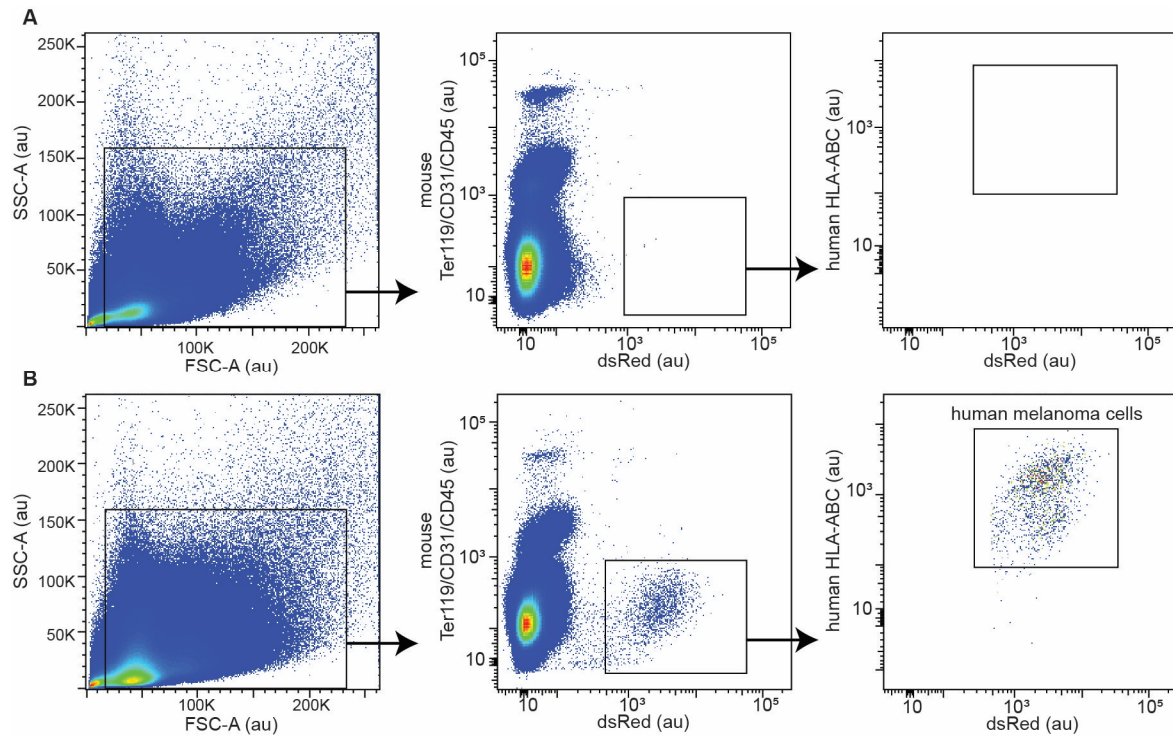 A
250K
200K
150K
100K
50K
SSC-A (au)
100K
200K
FSC-A (au)
mouse
Ter119/CD31/CD45 (au)
10⁵
10³
10
10
10³
10⁵
dsRed (au)
human HLA-ABC (au)
10³
10
10
10³
10⁵
dsRed (au)
B
250K
200K
150K
100K
50K
SSC-A (au)
100K
200K
FSC-A (au)
mouse
Ter119/CD31/CD45 (au)
10⁵
10³
10
10
10³
10⁵
dsRed (au)
human melanoma cells
human HLA-ABC (au)
10³
10
10
10³
10⁵
dsRed (au)